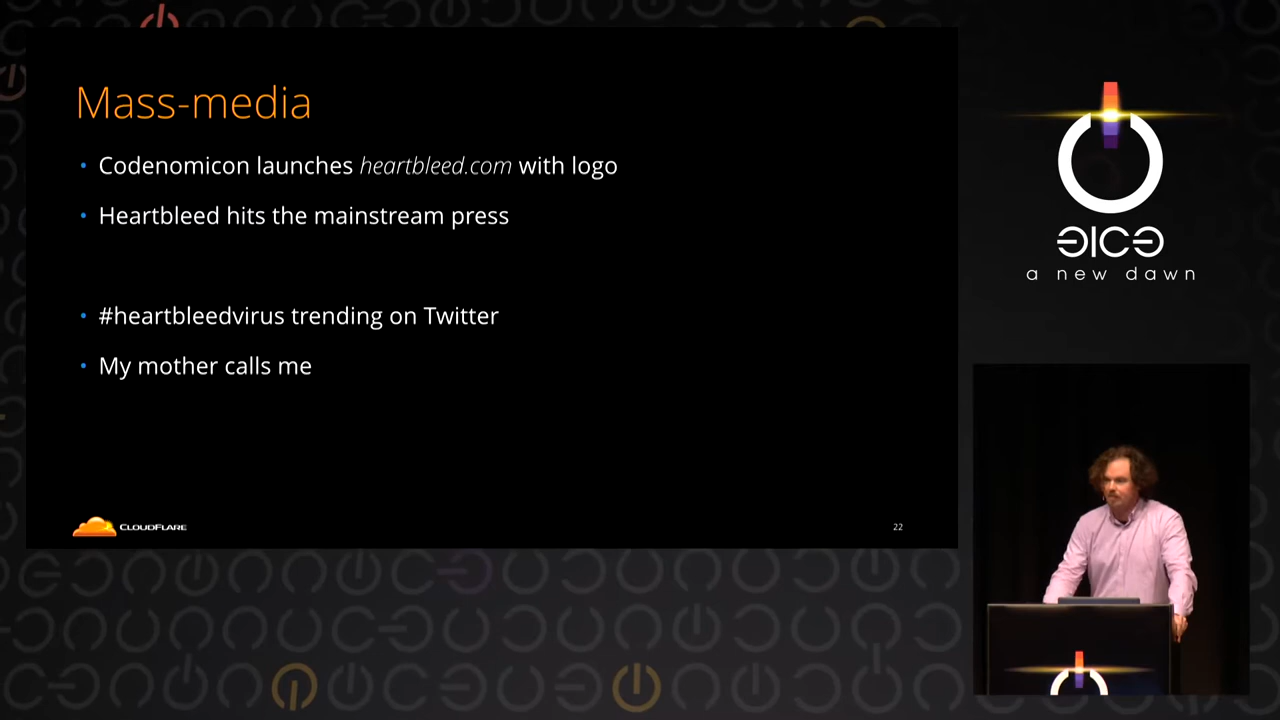 Mass-media
• Codenomicon launches heartbleed.com with logo
• Heartbleed hits the mainstream press
• #heartbleedvirus trending on Twitter
• My mother calls me
CLOUDFLARE
22
a new dawn